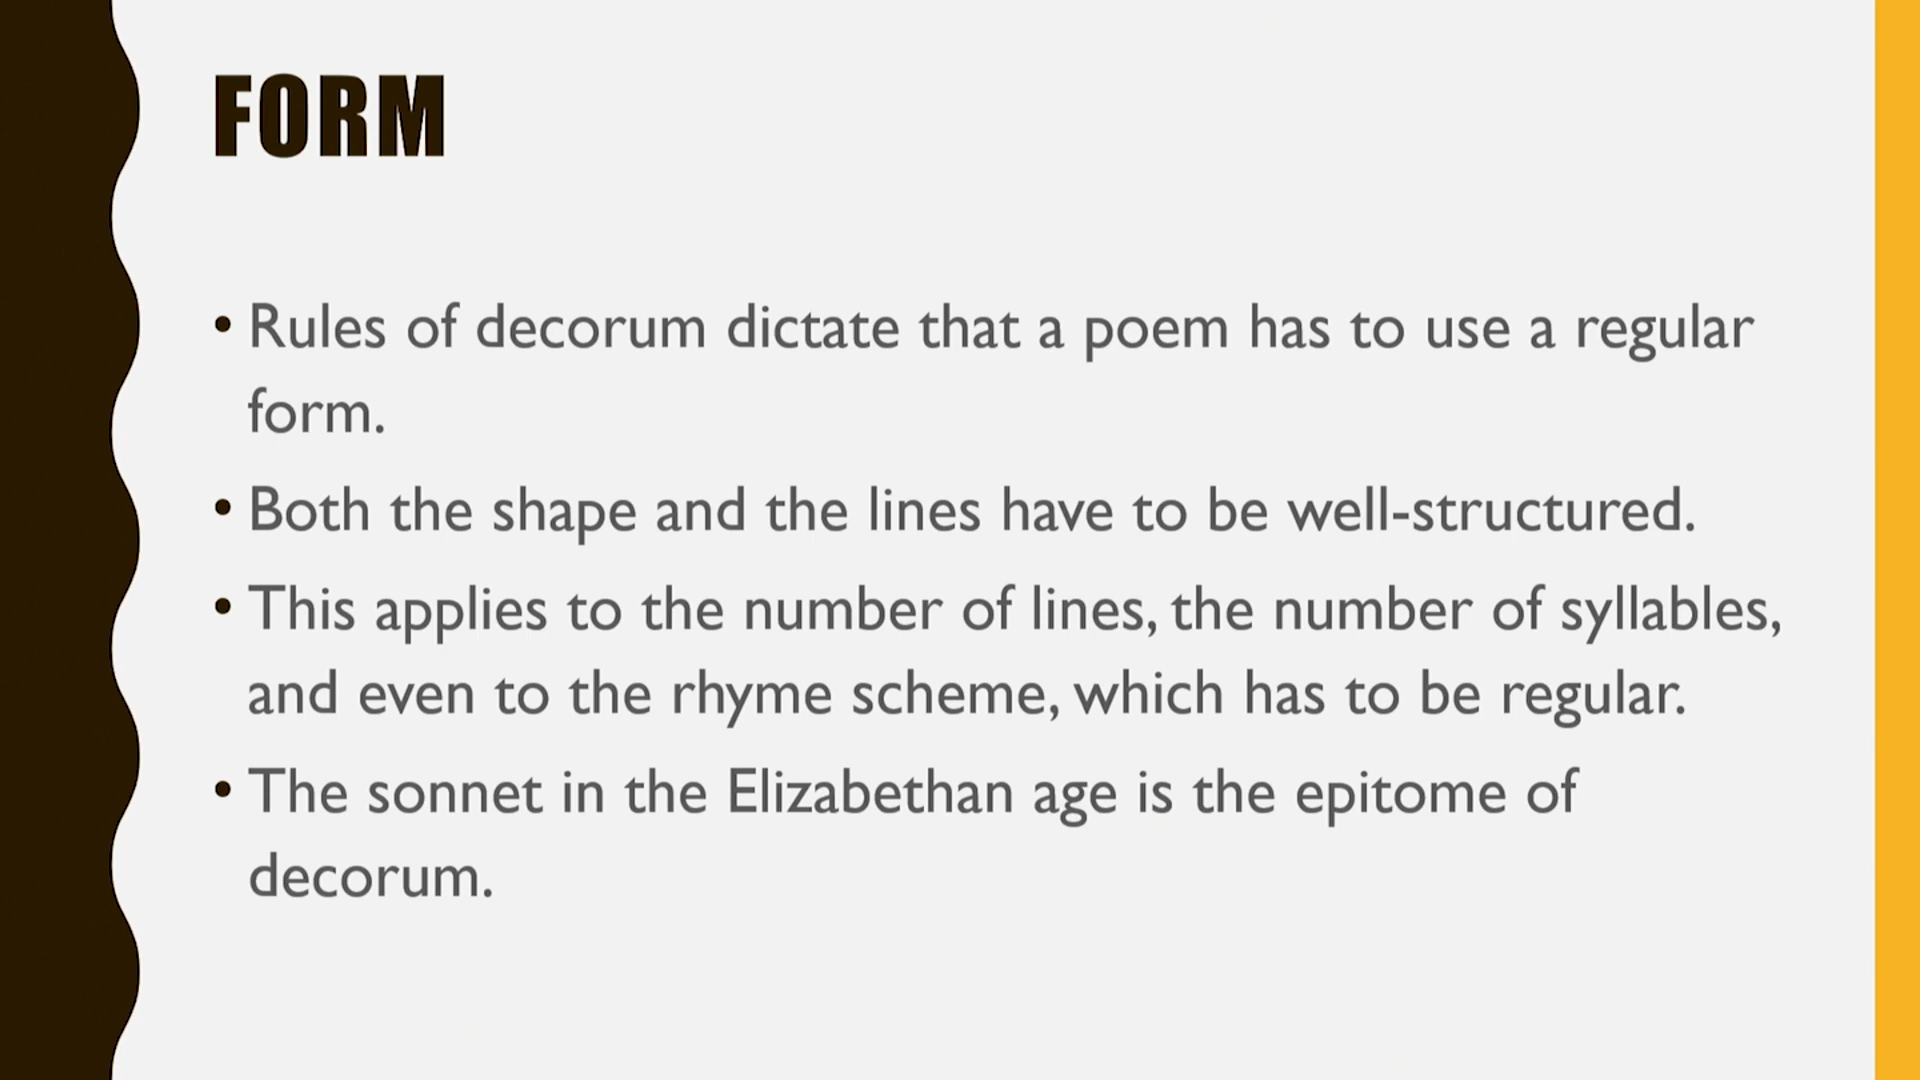 FORM
• Rules of decorum dictate that a poem has to use a regular
form.
• Both the shape and the lines have to be well-structured.
• This applies to the number of lines, the number of syllables,
and even to the rhyme scheme, which has to be regular.
• The sonnet in the Elizabethan age is the epitome of
decorum.